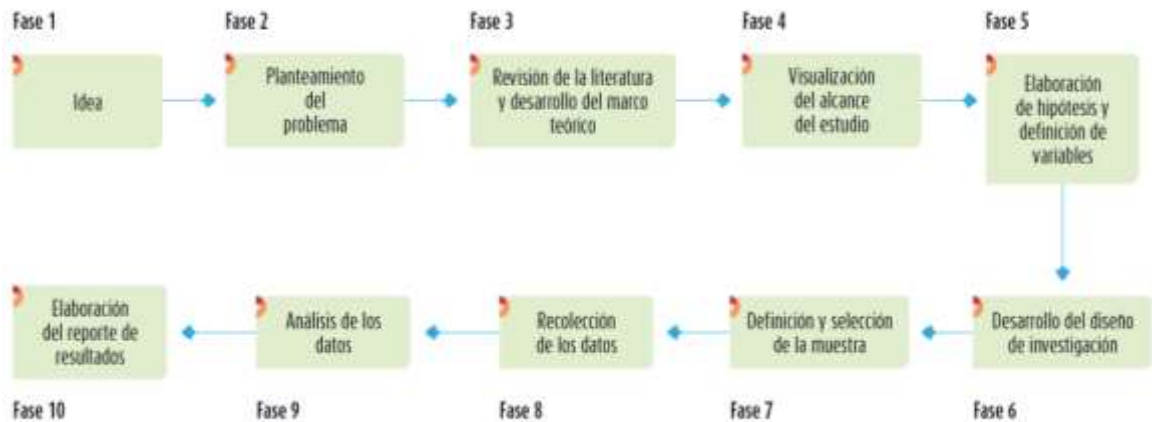 Fase 1
Idea
Fase 2
Planteamiento
del
problema
Fase 3
Revisión de la literatura
y desarrollo del marco
teórico
Fase 4
Visualización
del alcance
del estudio
Fase 5
Elaboración
de hipótesis y
definición de
variables
Desarrollo del diseño
de investigación
Fase 6
Definición y selección
de la muestra
Fase 7
Recolección
de los datos
Fase 8
Análisis de los
datos
Fase 9
Elaboración
del reporte de
resultados
Fase 10